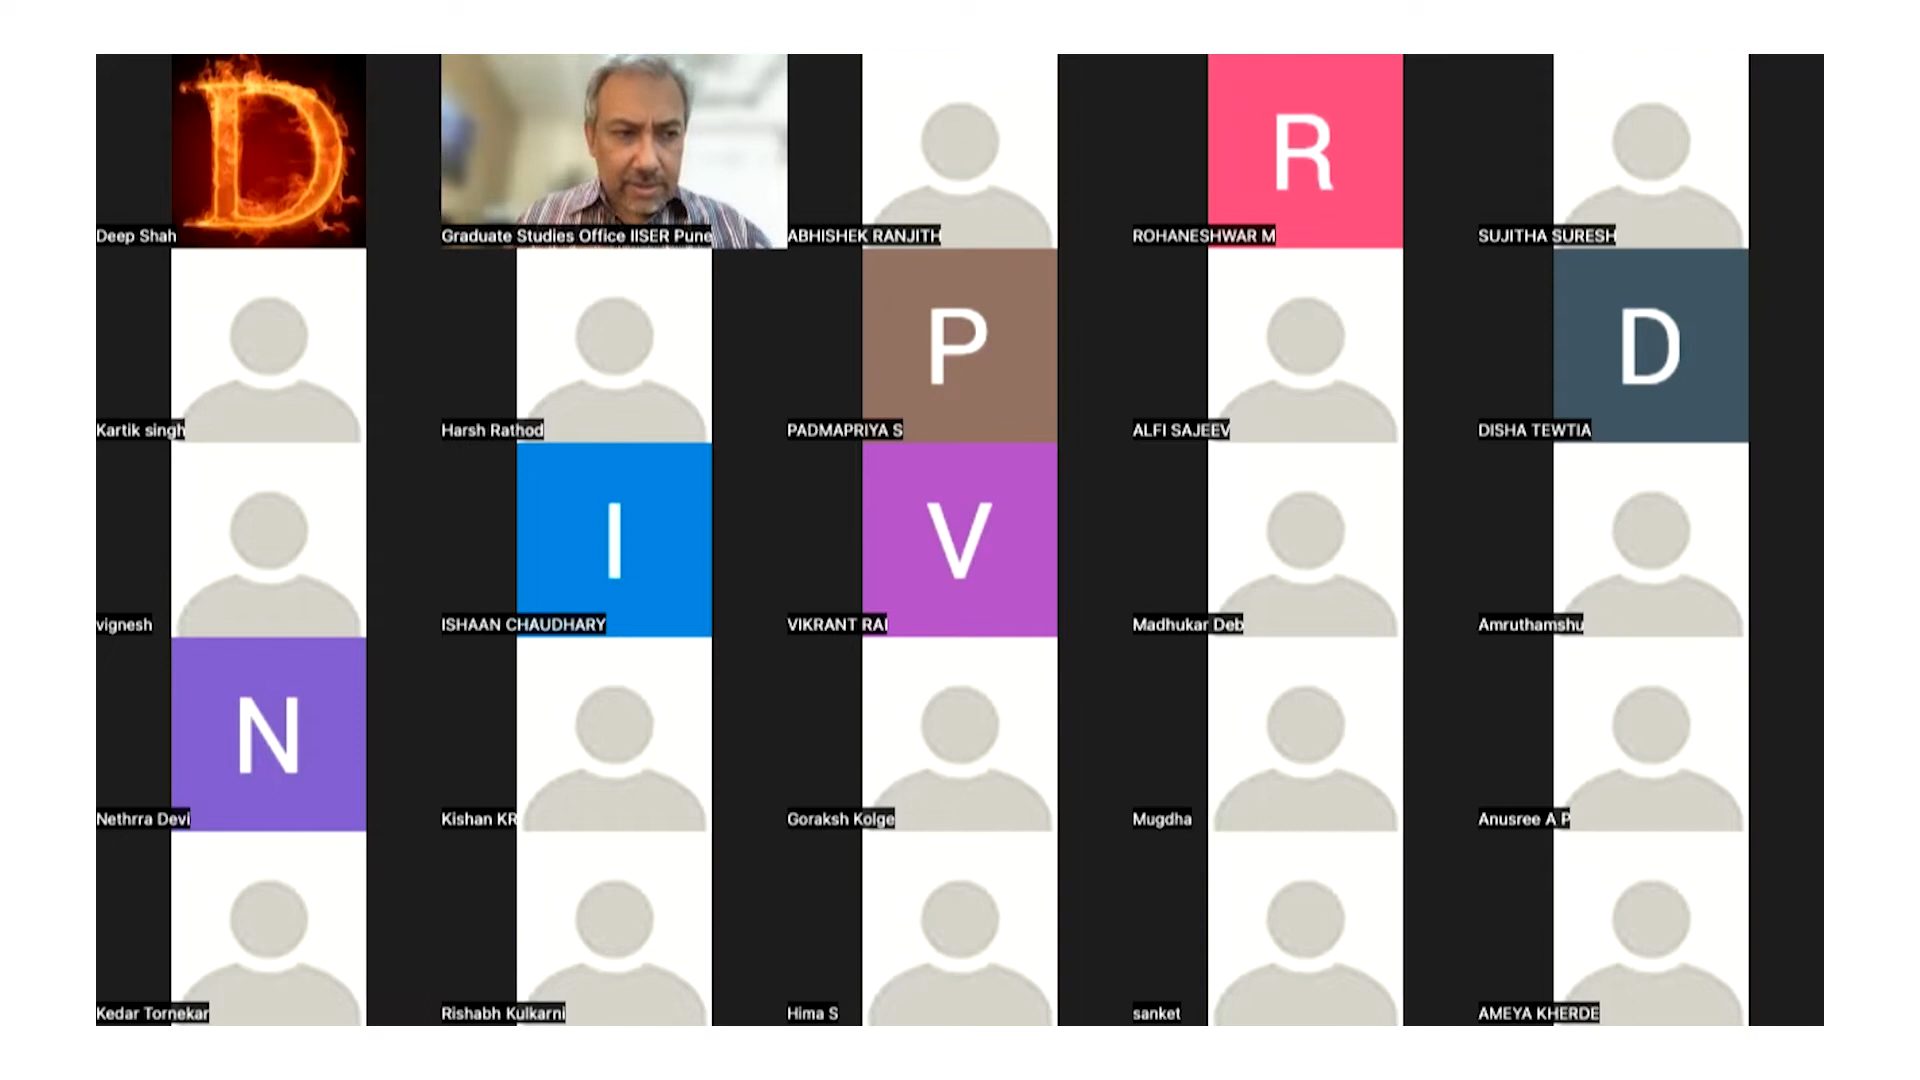 D
Deep Shah
Graduate Studies Office IISER Pune
ABHISHEK RANJITH
R
ROHANESHWAR M
SUJITHA SURESH
Kartik singh
Harsh Rathod
P
PADMAPRIYA S
ALFI SAJEEV
D
DISHA TEWTIA
vignesh
I
ISHAAN CHAUDHARY
V
VIKRANT RAI
Madhukar Deb
Amruthamshu
N
Nethrra Devi
Kishan KR
Goraksh Kolge
Mugdha
Anusree A P
Kedar Tornekar
Rishabh Kulkarni
Hima S
sanket
AMEYA KHERDE